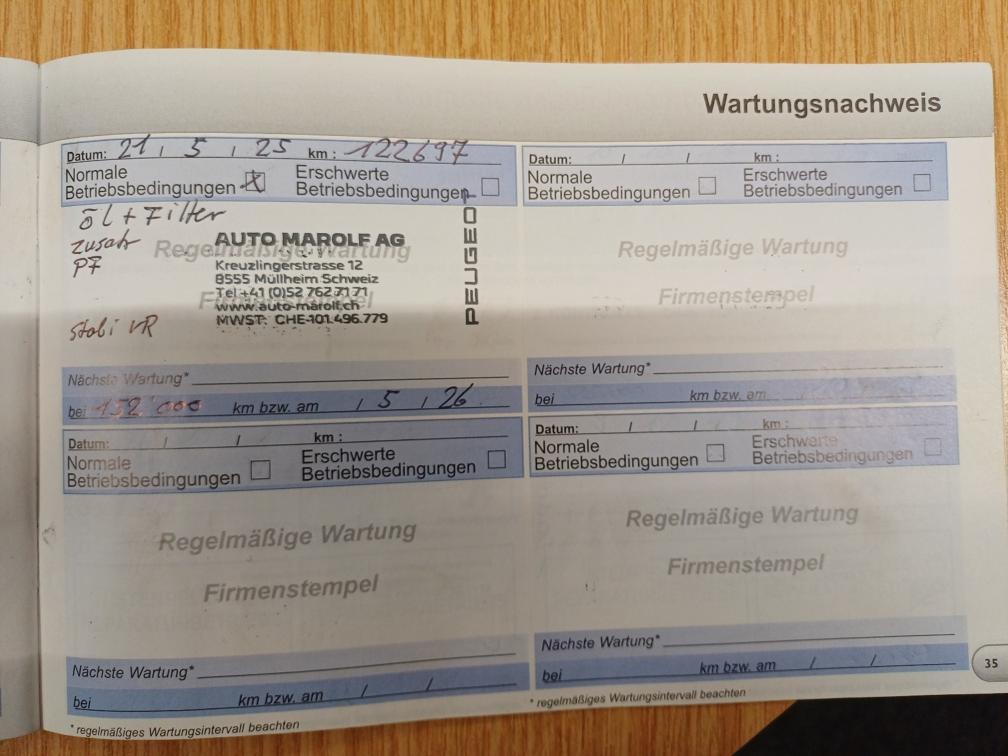 Wartungsnachweis
Datum: 21 / 5 / 25 km : 122697
Normale
Betriebsbedingungen
Erschwerte
Betriebsbedingungen
öl + Filter
zusatz
P7
stabi VR
Regelmäßige Wartung
Firmenstempel
AUTO MAROLF AG
Kreuzlingerstrasse 12
8555 Müllheim Schweiz
Tel +41 (0)52 762 71 71
www.auto-marolf.ch
MWST: CHE-101.496.779
PEUGEOT
Nächste Wartung*
bei 152'000 km bzw. am / 5 / 26
Datum: / / km :
Normale
Betriebsbedingungen
Erschwerte
Betriebsbedingungen
Regelmäßige Wartung
Firmenstempel
Nächste Wartung*
bei km bzw. am
Datum: / / km :
Normale
Betriebsbedingungen
Erschwerte
Betriebsbedingungen
Regelmäßige Wartung
Firmenstempel
Nächste Wartung*
bei km bzw. am / /
* regelmäßiges Wartungsintervall beachten
Datum: / / km :
Normale
Betriebsbedingungen
Erschwerte
Betriebsbedingungen
Regelmäßige Wartung
Firmenstempel
Nächste Wartung*
bei km bzw. am / /
* regelmäßiges Wartungsintervall beachten
35